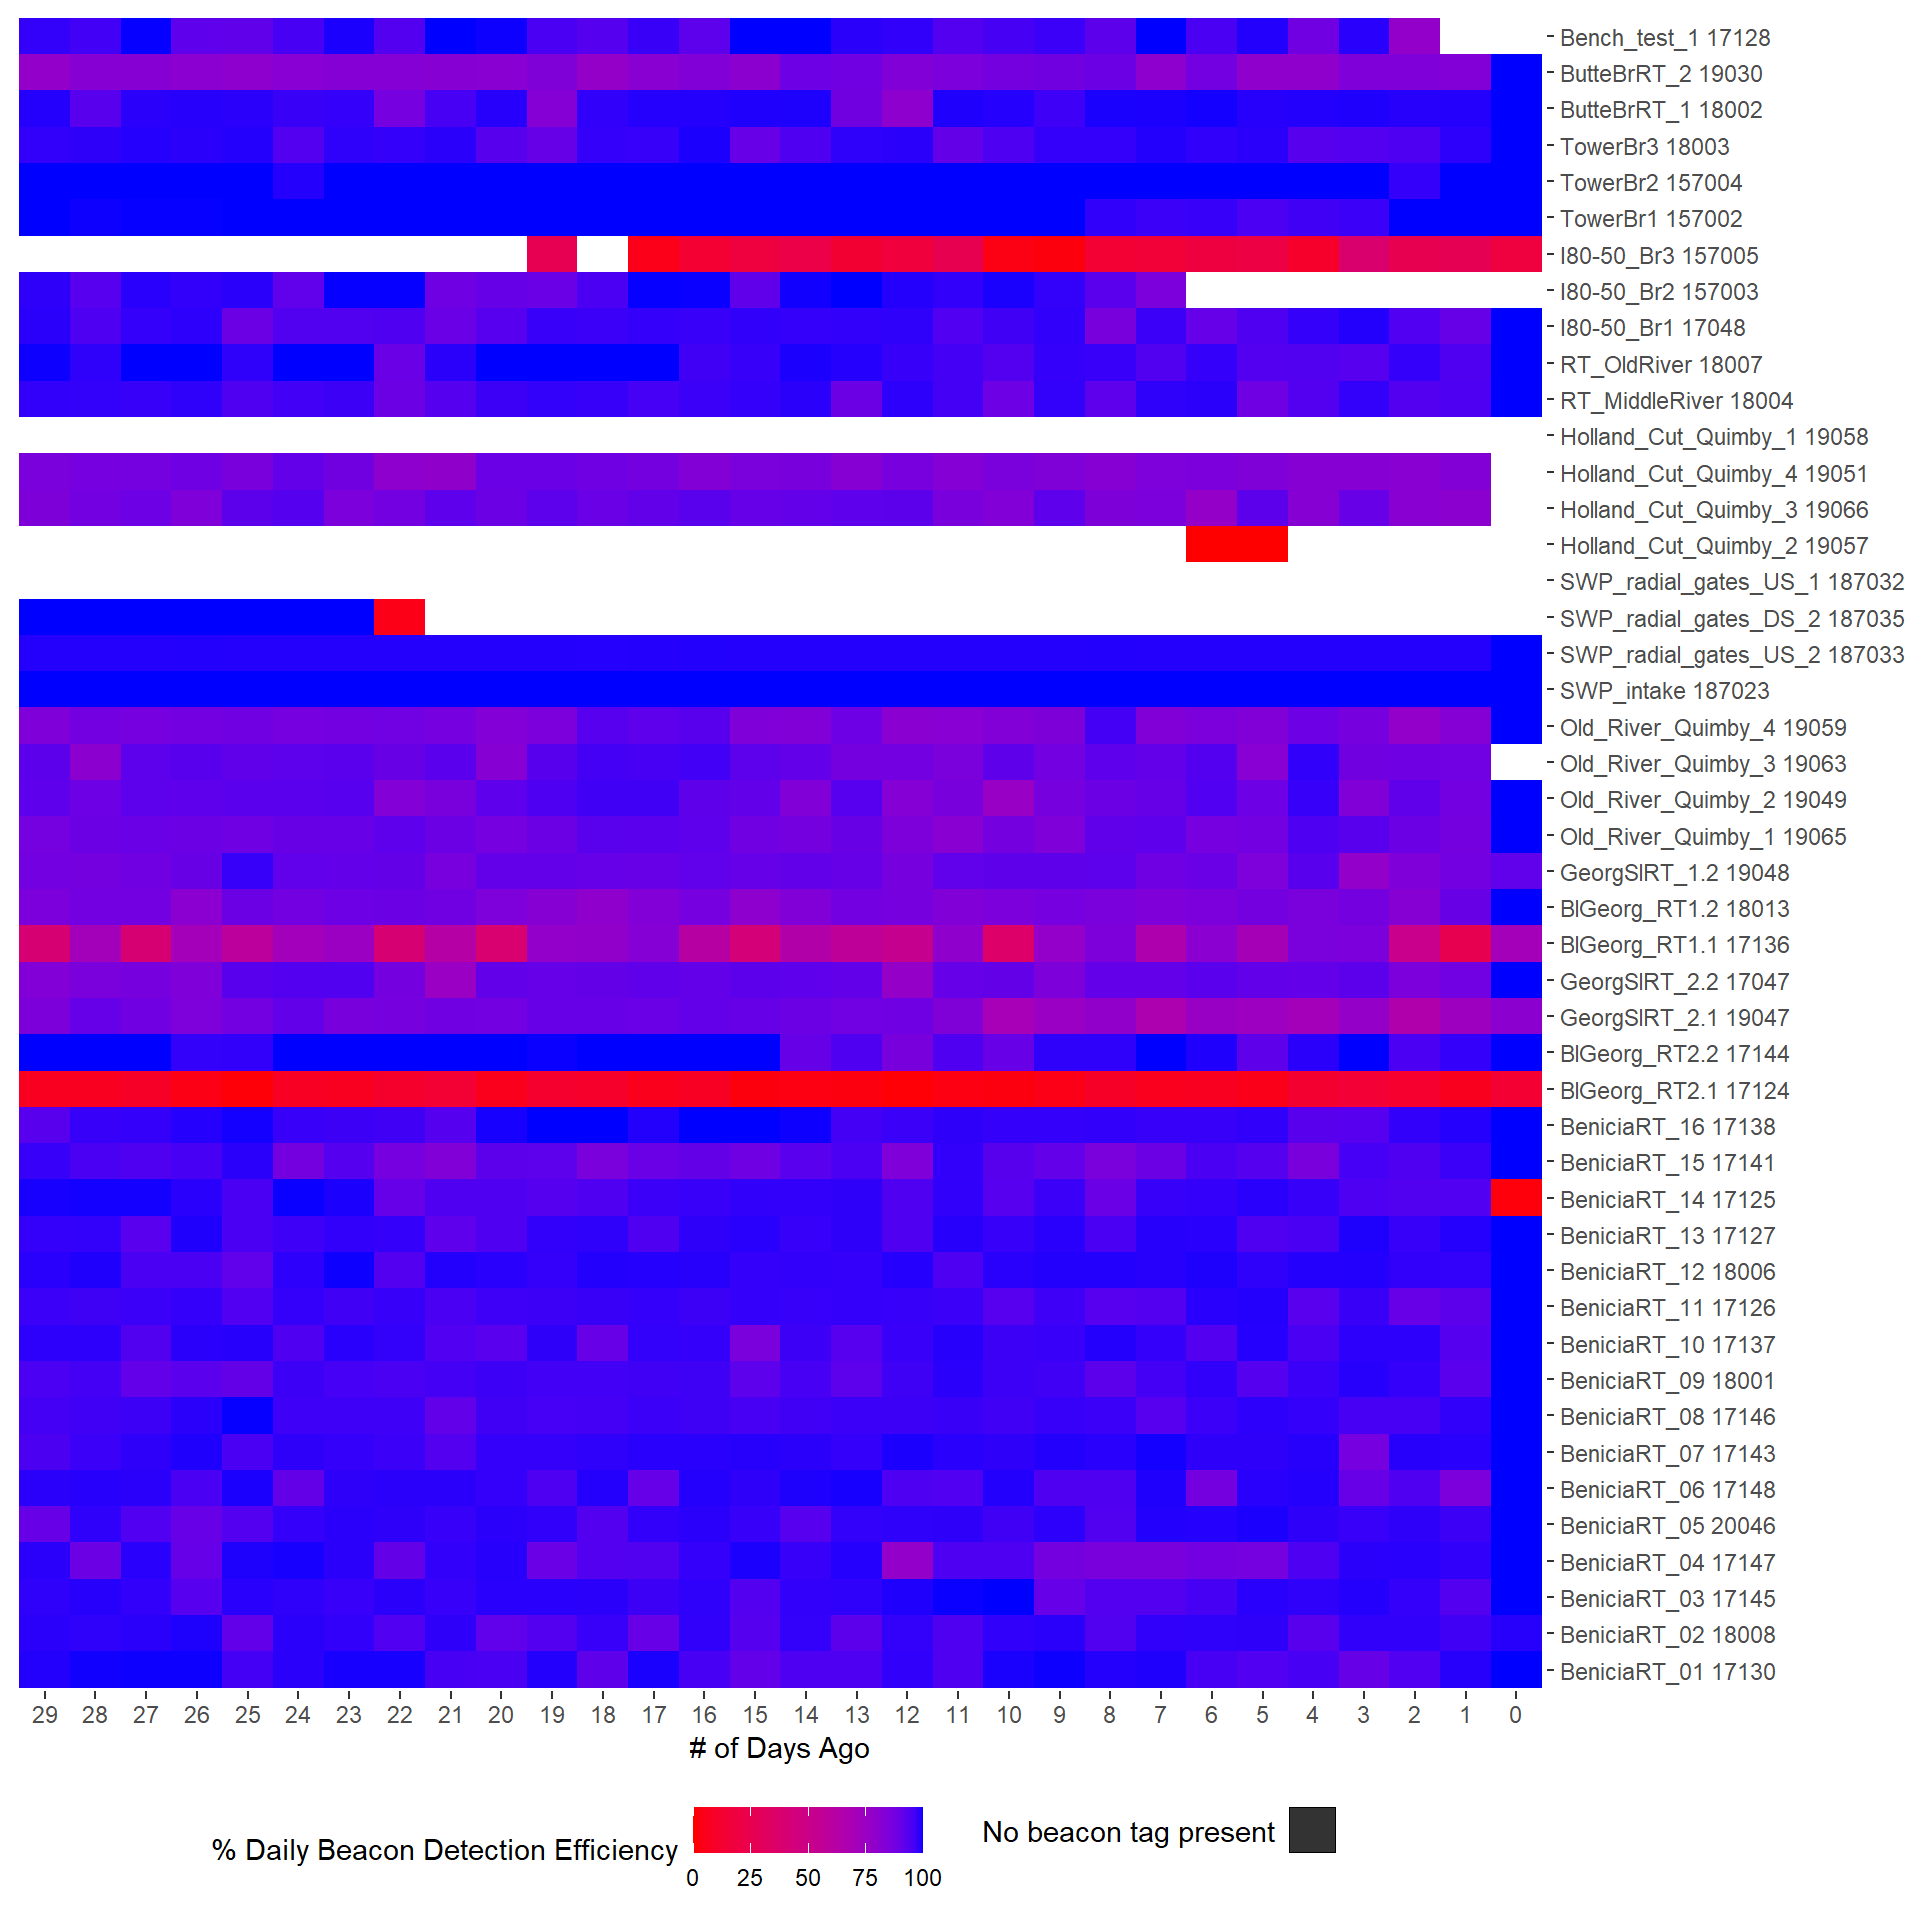 Bench_test_1 17128
ButteBrRT_2 19030
ButteBrRT_1 18002
TowerBr3 18003
TowerBr2 157004
TowerBr1 157002
I80-50_Br3 157005
I80-50_Br2 157003
I80-50_Br1 17048
RT_OldRiver 18007
RT_MiddleRiver 18004
Holland_Cut_Quimby_1 19058
Holland_Cut_Quimby_4 19051
Holland_Cut_Quimby_3 19066
Holland_Cut_Quimby_2 19057
SWP_radial_gates_US_1 187032
SWP_radial_gates_DS_2 187035
SWP_radial_gates_US_2 187033
SWP_intake 187023
Old_River_Quimby_4 19059
Old_River_Quimby_3 19063
Old_River_Quimby_2 19049
Old_River_Quimby_1 19065
GeorgSlRT_1.2 19048
BlGeorg_RT1.2 18013
BlGeorg_RT1.1 17136
GeorgSlRT_2.2 17047
GeorgSlRT_2.1 19047
BlGeorg_RT2.2 17144
BlGeorg_RT2.1 17124
BeniciaRT_16 17138
BeniciaRT_15 17141
BeniciaRT_14 17125
BeniciaRT_13 17127
BeniciaRT_12 18006
BeniciaRT_11 17126
BeniciaRT_10 17137
BeniciaRT_09 18001
BeniciaRT_08 17146
BeniciaRT_07 17143
BeniciaRT_06 17148
BeniciaRT_05 20046
BeniciaRT_04 17147
BeniciaRT_03 17145
BeniciaRT_02 18008
BeniciaRT_01 17130
29 28 27 26 25 24 23 22 21 20 19 18 17 16 15 14 13 12 11 10 9 8 7 6 5 4 3 2 1 0
# of Days Ago
% Daily Beacon Detection Efficiency
0 25 50 75 100
No beacon tag present